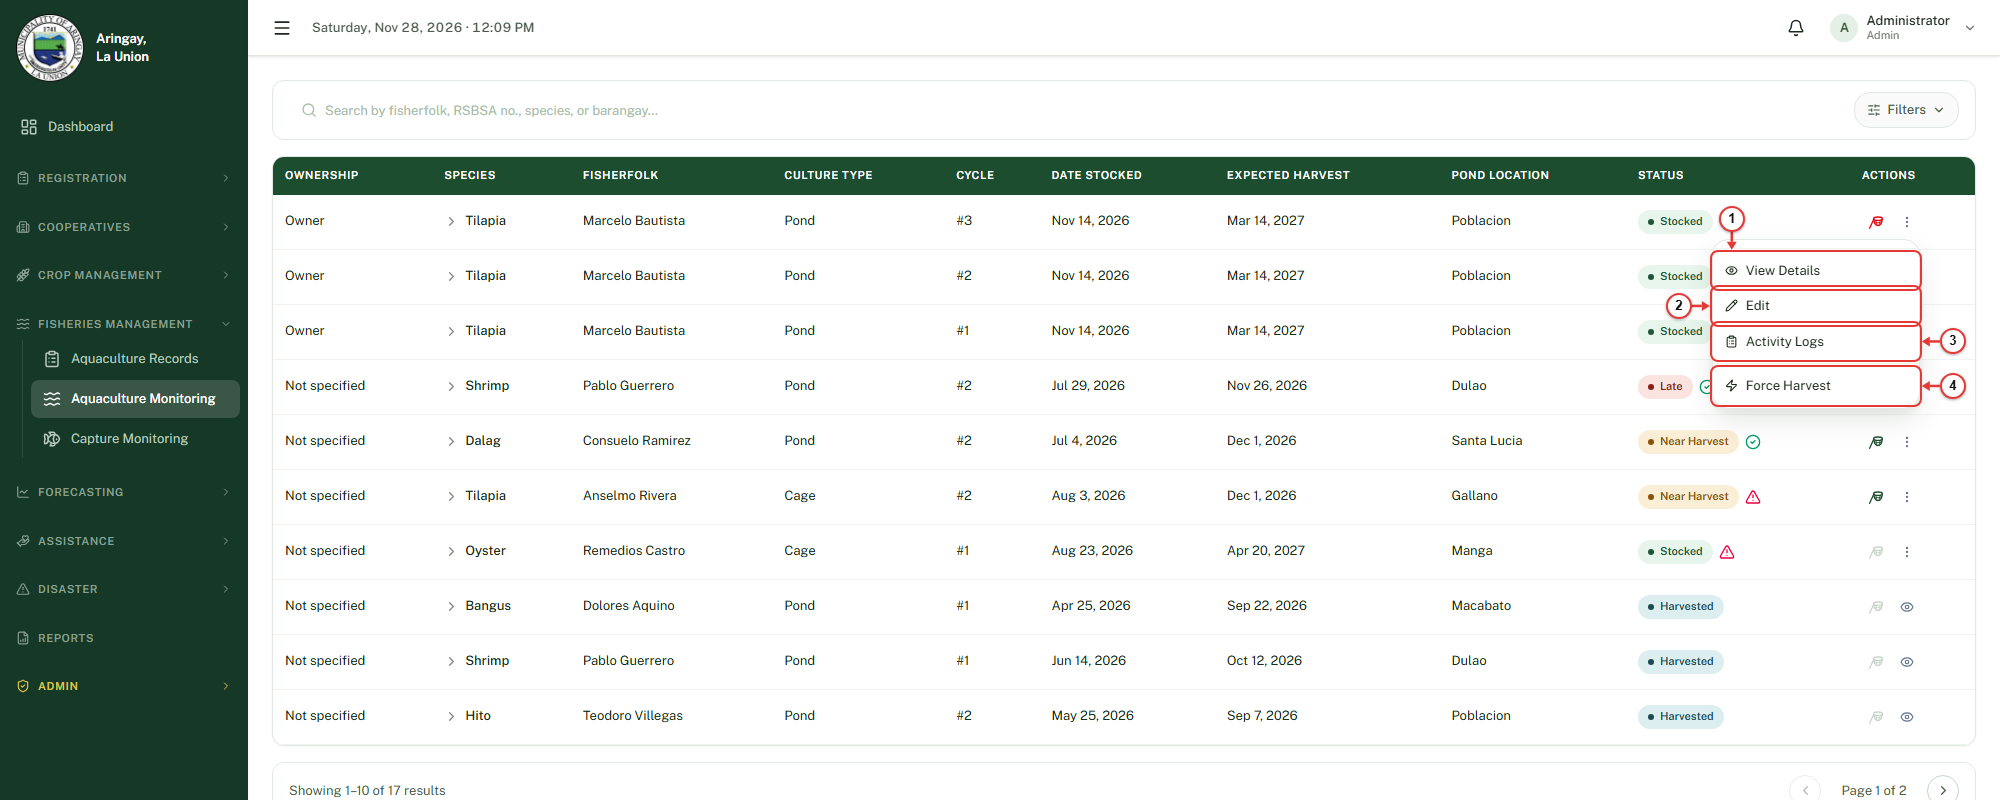 MUNICIPALITY OF ARINGAY
1741
LA UNION
Aringay,
La Union
Saturday, Nov 28, 2026 · 12:09 PM
A
Administrator
Admin
Dashboard
REGISTRATION
COOPERATIVES
CROP MANAGEMENT
FISHERIES MANAGEMENT
Aquaculture Records
Aquaculture Monitoring
Capture Monitoring
FORECASTING
ASSISTANCE
DISASTER
REPORTS
ADMIN
Search by fisherfolk, RSBSA no., species, or barangay...
Filters
OWNERSHIP SPECIES FISHERFOLK CULTURE TYPE CYCLE DATE STOCKED EXPECTED HARVEST POND LOCATION STATUS ACTIONS
Owner Tilapia Marcelo Bautista Pond #3 Nov 14, 2026 Mar 14, 2027 Poblacion Stocked
Owner Tilapia Marcelo Bautista Pond #2 Nov 14, 2026 Mar 14, 2027 Poblacion Stocked
Owner Tilapia Marcelo Bautista Pond #1 Nov 14, 2026 Mar 14, 2027 Poblacion Stocked
Not specified Shrimp Pablo Guerrero Pond #2 Jul 29, 2026 Nov 26, 2026 Dulao Late
Not specified Dalag Consuelo Ramirez Pond #2 Jul 4, 2026 Dec 1, 2026 Santa Lucia Near Harvest
Not specified Tilapia Anselmo Rivera Cage #2 Aug 3, 2026 Dec 1, 2026 Gallano Near Harvest
Not specified Oyster Remedios Castro Cage #1 Aug 23, 2026 Apr 20, 2027 Manga Stocked
Not specified Bangus Dolores Aquino Pond #1 Apr 25, 2026 Sep 22, 2026 Macabato Harvested
Not specified Shrimp Pablo Guerrero Pond #1 Jun 14, 2026 Oct 12, 2026 Dulao Harvested
Not specified Hito Teodoro Villegas Pond #2 May 25, 2026 Sep 7, 2026 Poblacion Harvested
1
View Details
2
Edit
Activity Logs
3
Force Harvest
4
Showing 1–10 of 17 results
Page 1 of 2